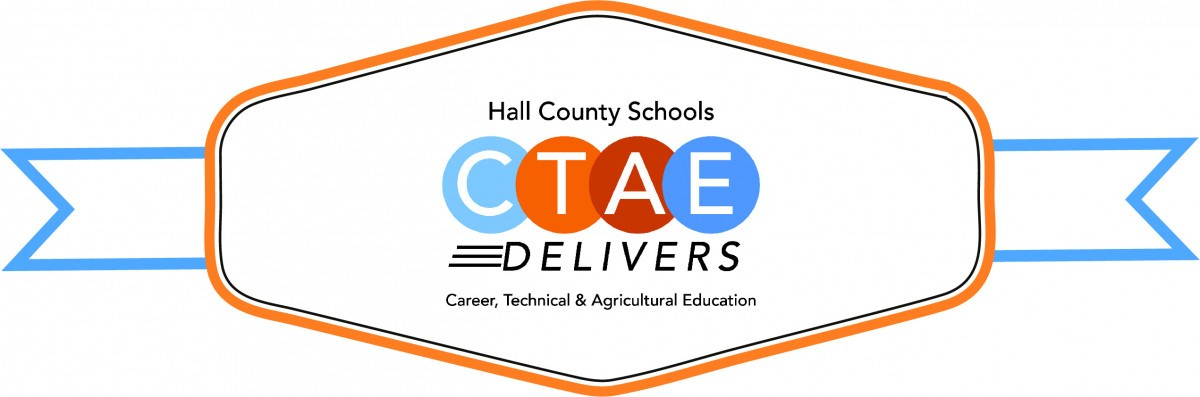 Hall County Schools
CTAE
DELIVERS
Career, Technical & Agricultural Education